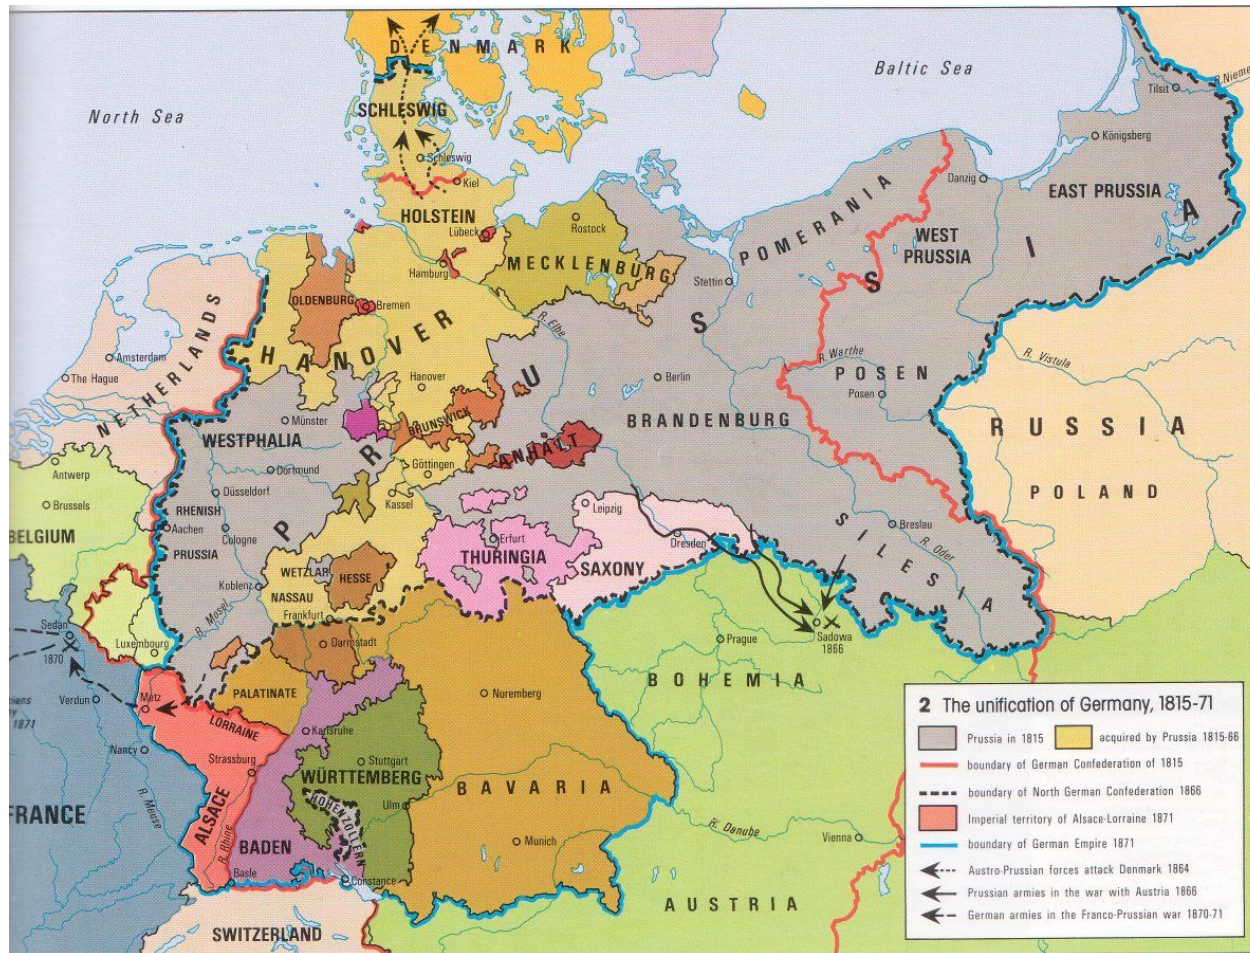 DENMARK
Baltic Sea
R.Nieme
Tilsit
North Sea
SCHLESWIG
Königsberg
Schleswig
Danzig
Kiel
EAST PRUSSIA
HOLSTEIN
POMERANIA
WEST
PRUSSIA
Lübeck
Rostock
Hamburg
MECKLENBURG
Stettin
OLDENBURG
Bremen
R. Elbe
HANOVER
NETHERLANDS
Amsterdam
The Hague
R. Warthe
R. Vistula
Hanover
Berlin
POSEN
Posen
PRUSSIA
Münster
BRUNSWICK
BRANDENBURG
RUSSIA
WESTPHALIA
ANHALT
Göttingen
Antwerp
Dortmund
Kassel
POLAND
Brussels
Düsseldorf
RHENISH
PRUSSIA
Leipzig
Breslau
BELGIUM
Aachen
Cologne
Erfurt
Dresden
R. Oder
SILESIA
THURINGIA
SAXONY
WETZLAR
HESSE
Koblenz
NASSAU
Frankfurt
R. Mosel
Sadowa
1866
Prague
Sedan
1870
Luxembourg
Darmstadt
BOHEMIA
PALATINATE
Nuremberg
Verdun
Metz
1871
LORRAINE
Karlsruhe
Nancy
Strassburg
Stuttgart
WÜRTTEMBERG
BAVARIA
R. Meuse
FRANCE
ALSACE
R. Rhine
HOHENZOLLERN
Ulm
BADEN
Munich
R. Danube
Vienna
Basle
Constance
AUSTRIA
SWITZERLAND
2 The unification of Germany, 1815-71
Prussia in 1815
acquired by Prussia 1815-66
boundary of German Confederation of 1815
boundary of North German Confederation 1866
Imperial territory of Alsace-Lorraine 1871
boundary of German Empire 1871
Austro-Prussian forces attack Denmark 1864
Prussian armies in the war with Austria 1866
German armies in the Franco-Prussian war 1870-71